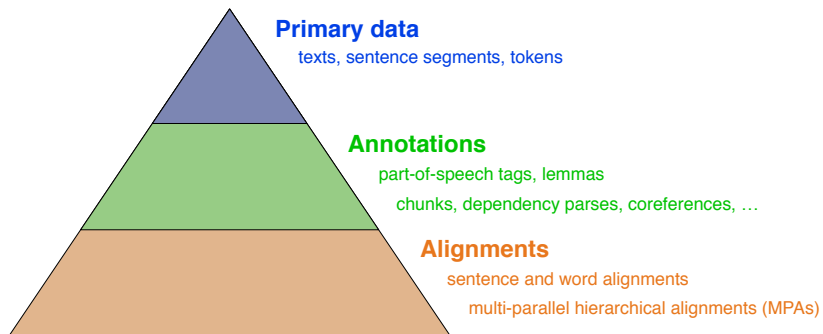 Primary data
texts, sentence segments, tokens
Annotations
part-of-speech tags, lemmas
chunks, dependency parses, coreferences, …
Alignments
sentence and word alignments
multi-parallel hierarchical alignments (MPAs)